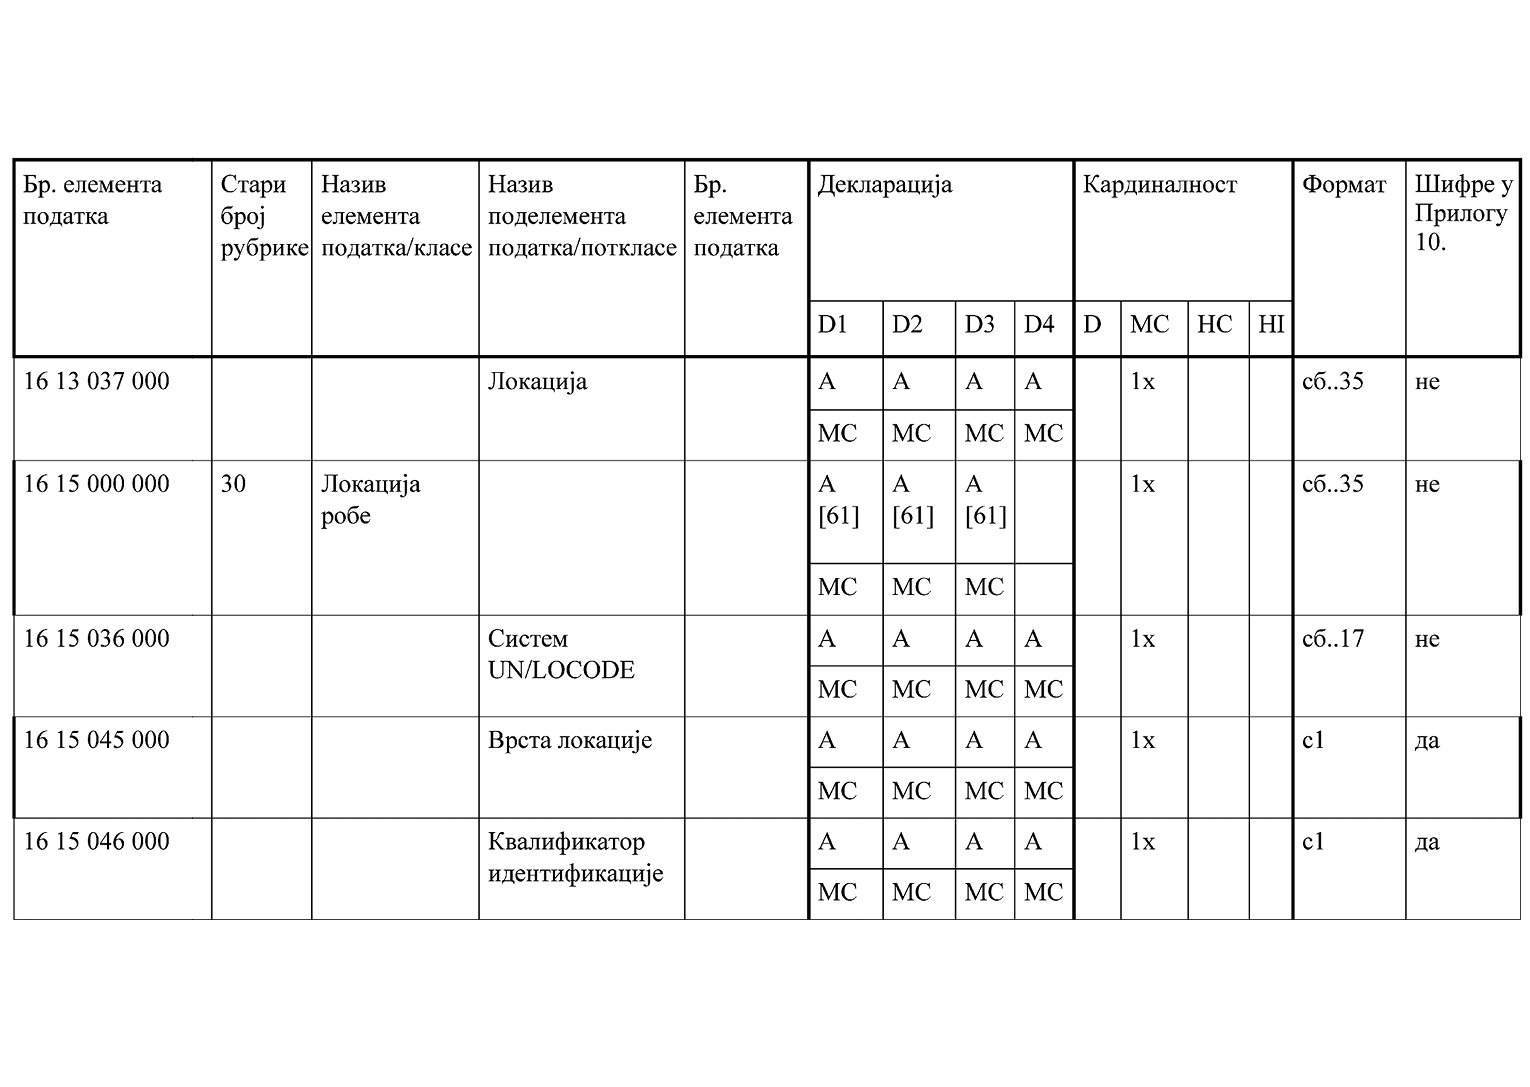 Бр. елемента
податка
Стари
број
рубрике
Назив
елемента
податка/класе
Назив
поделемента
податка/поткласе
Бр.
елемента
податка
Декларација
Кардиналност
Формат
Шифре у
Прилогу
10.
D1 D2 D3 D4 D MC HC HI
16 13 037 000 Локација A A A A 1x сб..35 не
MC MC MC MC
16 15 000 000 30 Локација A A A 1x сб..35 не
робе [61] [61] [61]
MC MC MC
16 15 036 000 Систем A A A A 1x сб..17 не
UN/LOCODE
MC MC MC MC
16 15 045 000 Врста локације A A A A 1x с1 да
MC MC MC MC
16 15 046 000 Квалификатор A A A A 1x с1 да
идентификације
MC MC MC MC